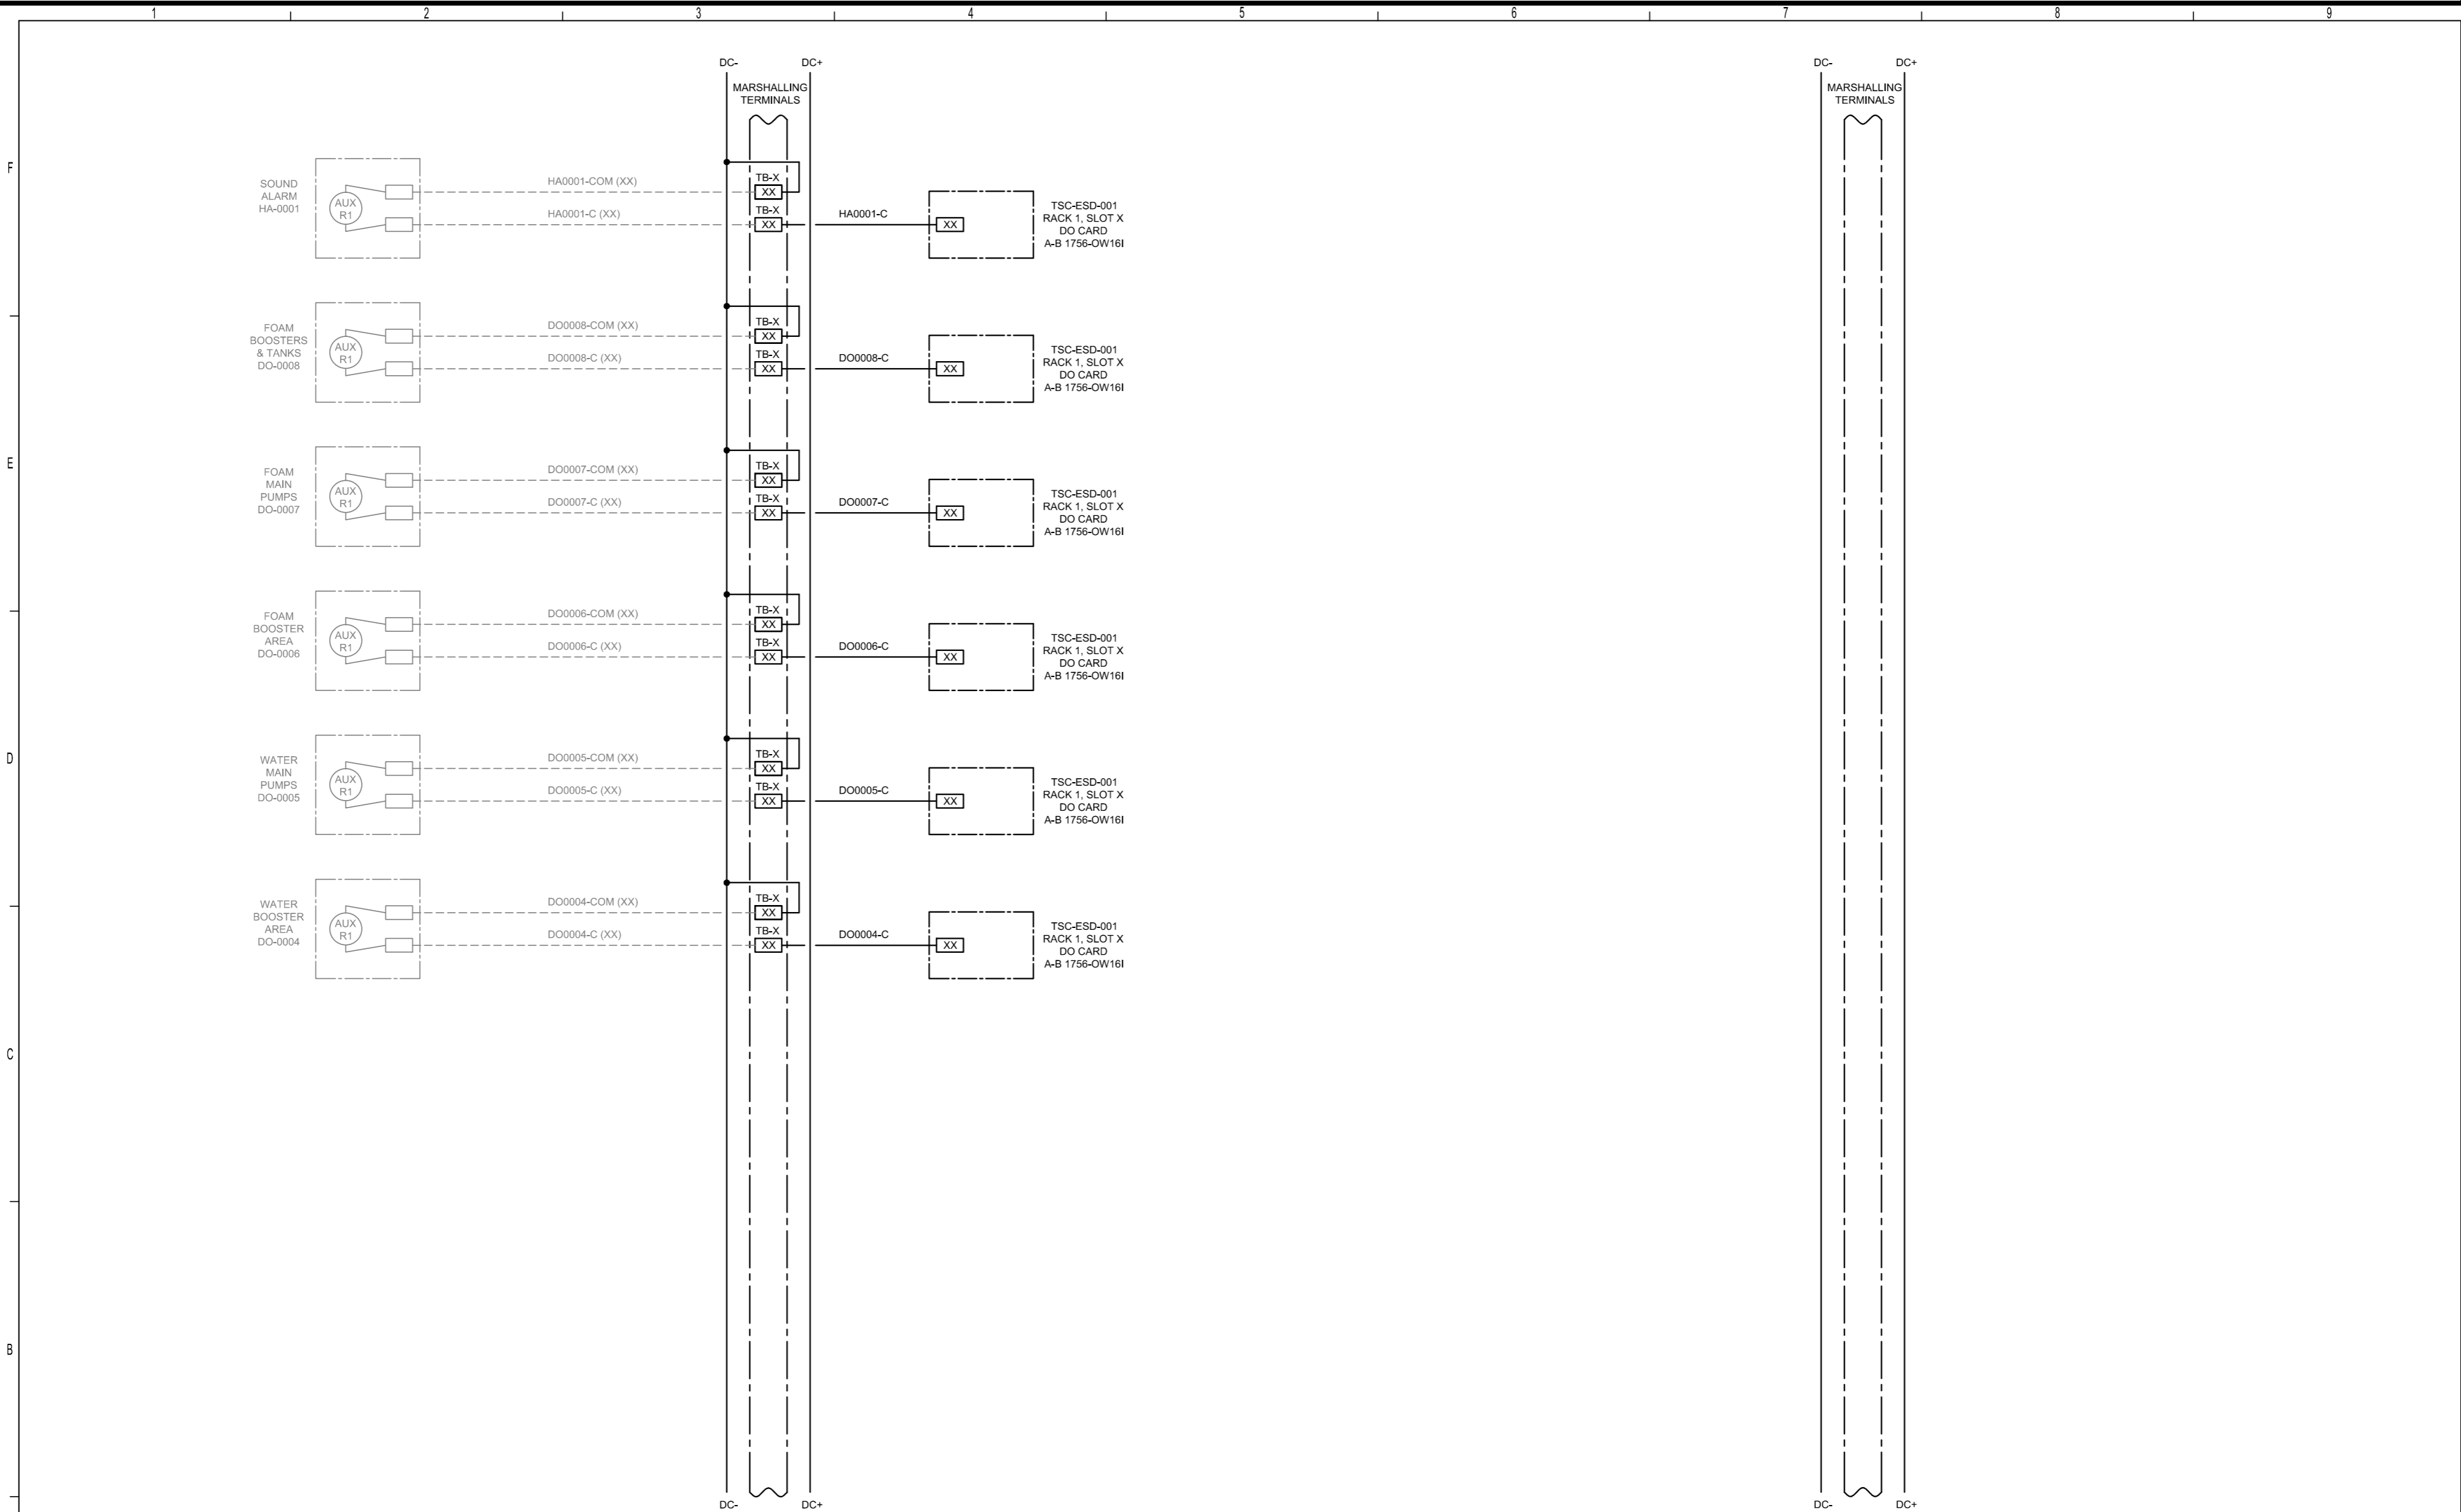 1 2 3 4 5 6 7 8 9
DC- DC+
MARSHALLING
TERMINALS
DC- DC+
MARSHALLING
TERMINALS
F
SOUND
ALARM
HA-0001
AUX
R1
HA0001-COM (XX)
HA0001-C (XX)
TB-X
XX
TB-X
XX
HA0001-C
XX
TSC-ESD-001
RACK 1, SLOT X
DO CARD
A-B 1756-OW16I
FOAM
BOOSTERS
& TANKS
DO-0008
AUX
R1
DO0008-COM (XX)
DO0008-C (XX)
TB-X
XX
TB-X
XX
DO0008-C
XX
TSC-ESD-001
RACK 1, SLOT X
DO CARD
A-B 1756-OW16I
E
FOAM
MAIN
PUMPS
DO-0007
AUX
R1
DO0007-COM (XX)
DO0007-C (XX)
TB-X
XX
TB-X
XX
DO0007-C
XX
TSC-ESD-001
RACK 1, SLOT X
DO CARD
A-B 1756-OW16I
FOAM
BOOSTER
AREA
DO-0006
AUX
R1
DO0006-COM (XX)
DO0006-C (XX)
TB-X
XX
TB-X
XX
DO0006-C
XX
TSC-ESD-001
RACK 1, SLOT X
DO CARD
A-B 1756-OW16I
D
WATER
MAIN
PUMPS
DO-0005
AUX
R1
DO0005-COM (XX)
DO0005-C (XX)
TB-X
XX
TB-X
XX
DO0005-C
XX
TSC-ESD-001
RACK 1, SLOT X
DO CARD
A-B 1756-OW16I
WATER
BOOSTER
AREA
DO-0004
AUX
R1
DO0004-COM (XX)
DO0004-C (XX)
TB-X
XX
TB-X
XX
DO0004-C
XX
TSC-ESD-001
RACK 1, SLOT X
DO CARD
A-B 1756-OW16I
C
B
DC- DC+
DC- DC+